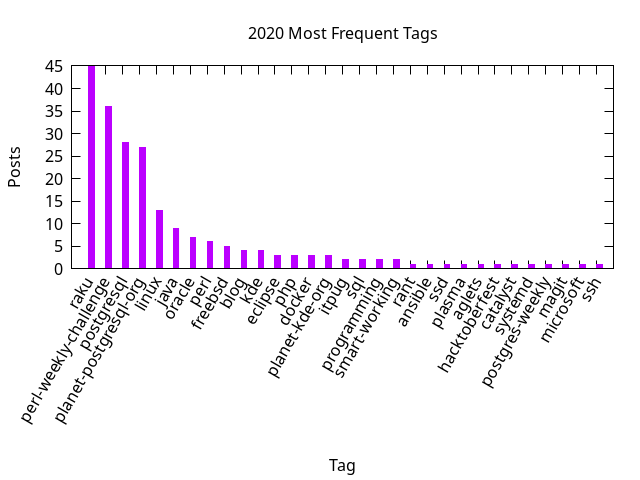 2020 Most Frequent Tags
Posts
45
40
35
30
25
20
15
10
5
0
raku
perl-weekly-challenge
postgresql
planet-postgresql-org
linux
java
oracle
perl
freebsd
blog
kde
eclipse
php
docker
planet-kde-org
itpug
sql
programming
smart-working
rant
ansible
ssd
plasma
aglets
hacktoberfest
catalyst
systemd
postgres-weekly
magit
microsoft
ssh
Tag